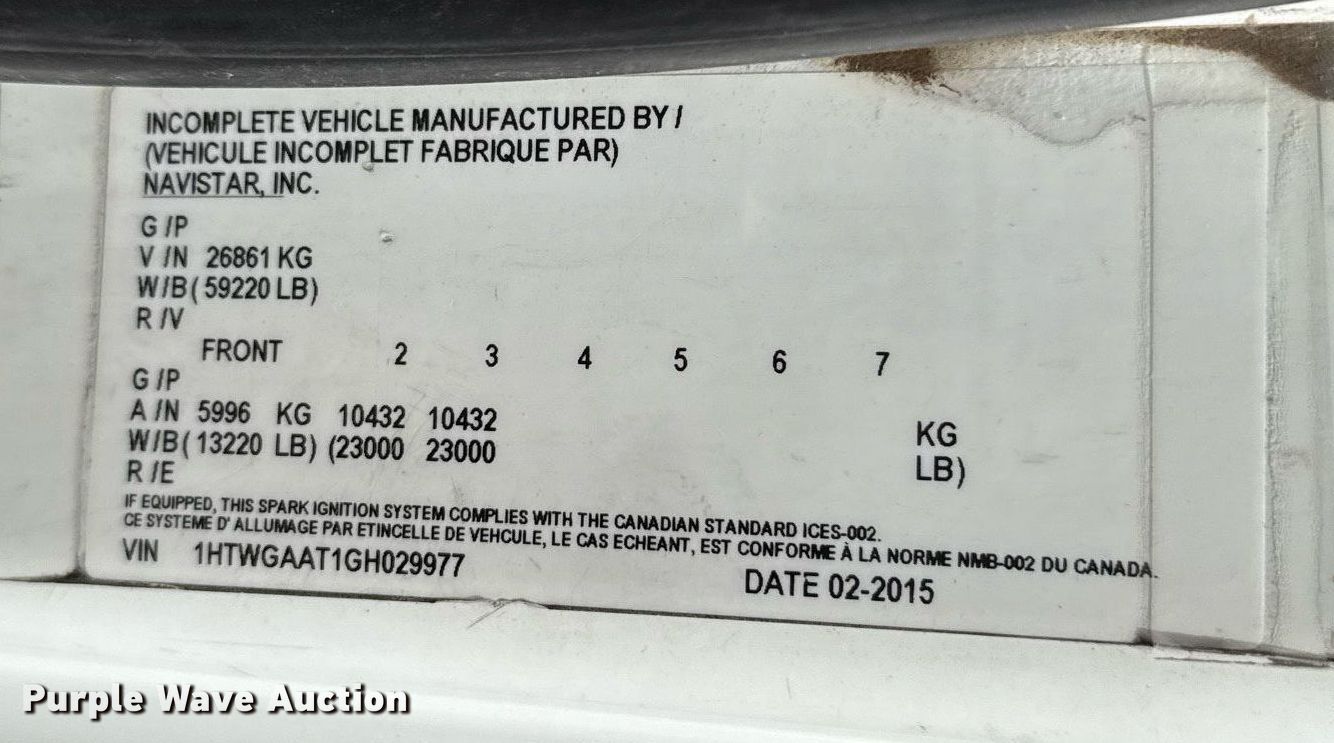 INCOMPLETE VEHICLE MANUFACTURED BY /
(VEHICULE INCOMPLET FABRIQUE PAR)
NAVISTAR, INC.
G /P
V /N 26861 KG
W/B( 59220 LB)
R /V
FRONT 2 3 4 5 6 7
G /P
A /N 5996 KG 10432 10432 KG
W/B( 13220 LB) (23000 23000 LB)
R /E
IF EQUIPPED, THIS SPARK IGNITION SYSTEM COMPLIES WITH THE CANADIAN STANDARD ICES-002.
CE SYSTEME D' ALLUMAGE PAR ETINCELLE DE VEHCULE, LE CAS ECHEANT, EST CONFORME À LA NORME NMB-002 DU CANADA.
VIN 1HTWGAAT1GH029977 DATE 02-2015
Purple Wave Auction